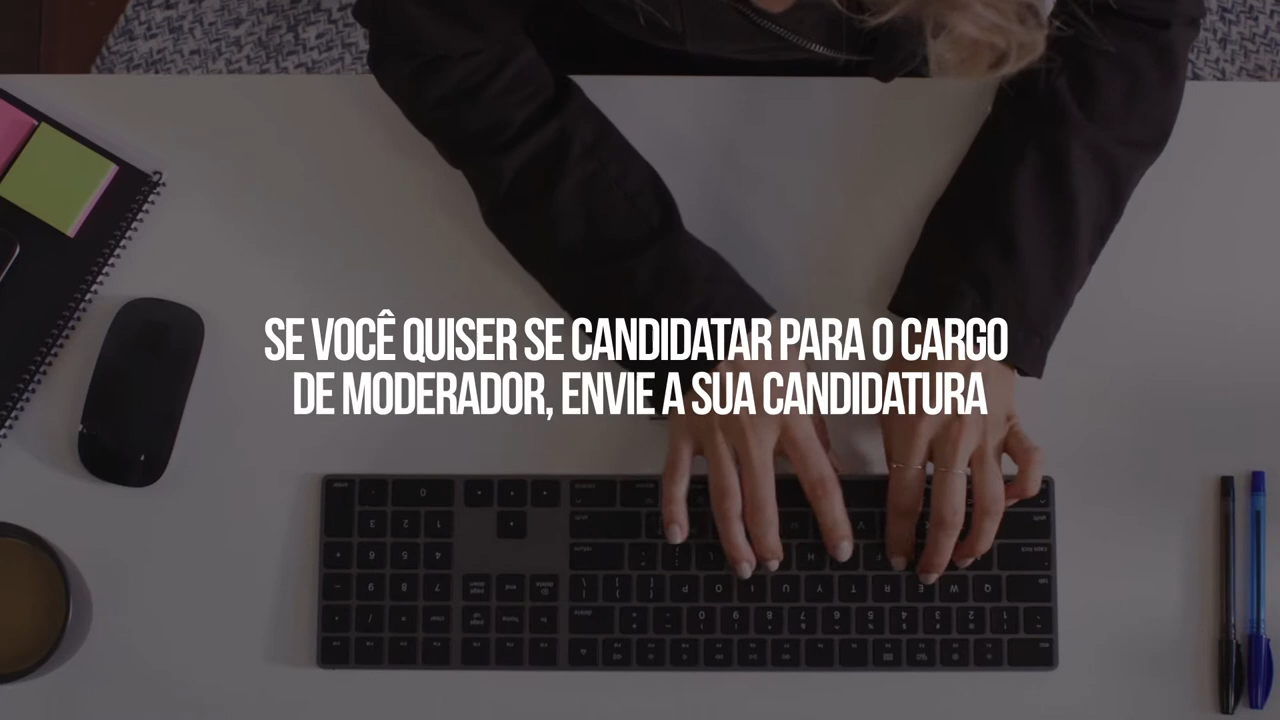 SE VOCÊ QUISER SE CANDIDATAR PARA O CARGO
DE MODERADOR, ENVIE A SUA CANDIDATURA